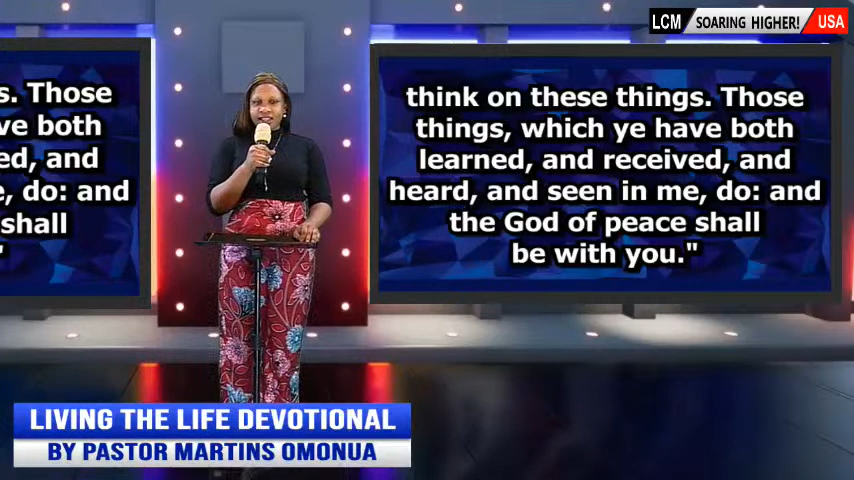 LCM SOARING HIGHER! USA
s. Those
ve both
ed, and
e, do: and
shall
"
think on these things. Those
things, which ye have both
learned, and received, and
heard, and seen in me, do: and
the God of peace shall
be with you."
LIVING THE LIFE DEVOTIONAL
BY PASTOR MARTINS OMONUA